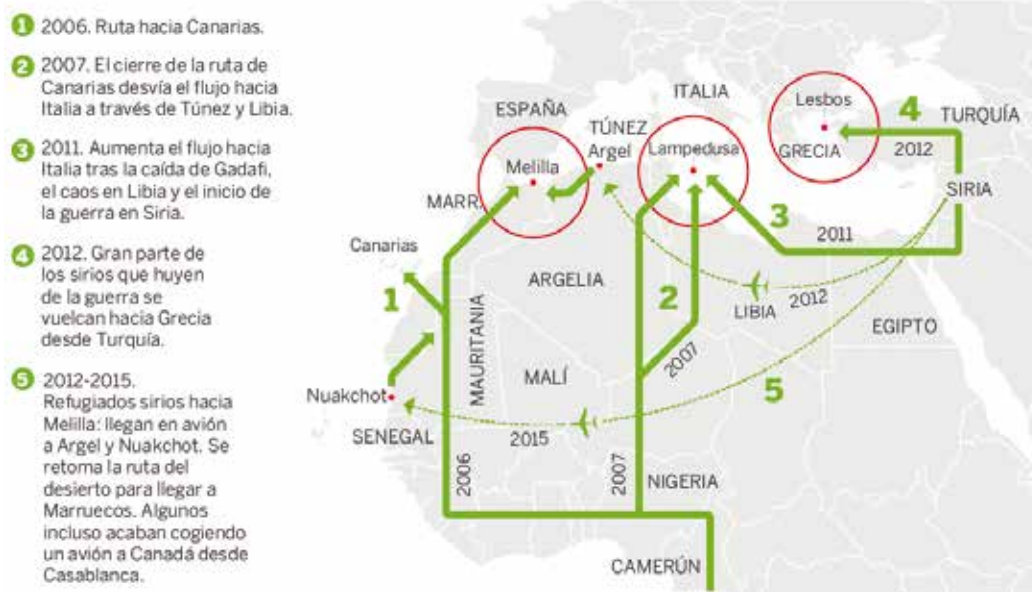 1 2006. Ruta hacia Canarias.
2 2007. El cierre de la ruta de
Canarias desvía el flujo hacia
Italia a través de Túnez y Libia.
3 2011. Aumenta el flujo hacia
Italia tras la caída de Gadafi,
el caos en Libia y el inicio de
la guerra en Siria.
4 2012. Gran parte de
los sirios que huyen
de la guerra se
vuelcan hacia Grecia
desde Turquía.
5 2012-2015.
Refugiados sirios hacia
Melilla: llegan en avión
a Argel y Nuakchot. Se
retoma la ruta del
desierto para llegar a
Marruecos. Algunos
incluso acaban cogiendo
un avión a Canadá desde
Casablanca.
ESPAÑA
ITALIA
Lesbos
4
TURQUÍA
TÚNEZ
GRECIA
2012
Melilla
Argel
Lampedusa
SIRIA
MARR
3
2011
Canarias
ARGELIA
1
2
LIBIA
2012
EGIPTO
MAURITANIA
MALÍ
2007
5
Nuakchot
SENEGAL
2015
2006
2007
NIGERIA
CAMERÚN